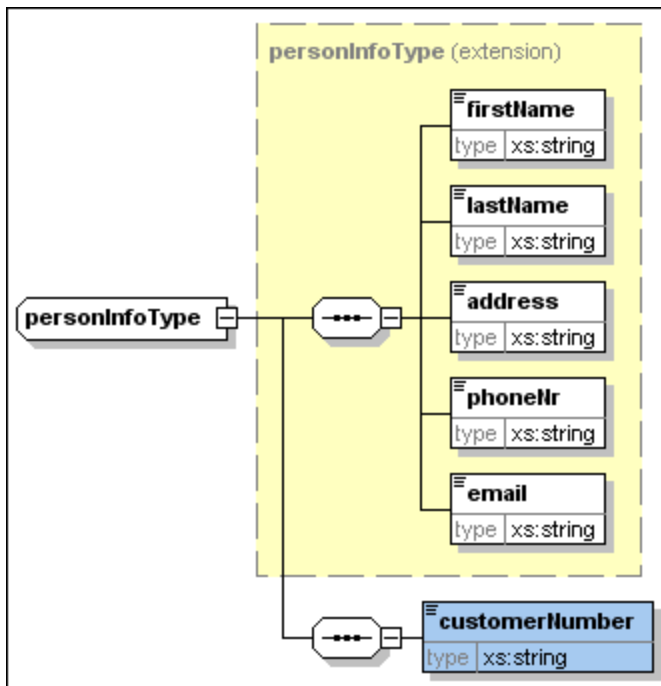 personInfoType (extension)
firstName
type xs:string
lastName
type xs:string
personInfoType
address
type xs:string
phoneNr
type xs:string
email
type xs:string
customerNumber
type xs:string